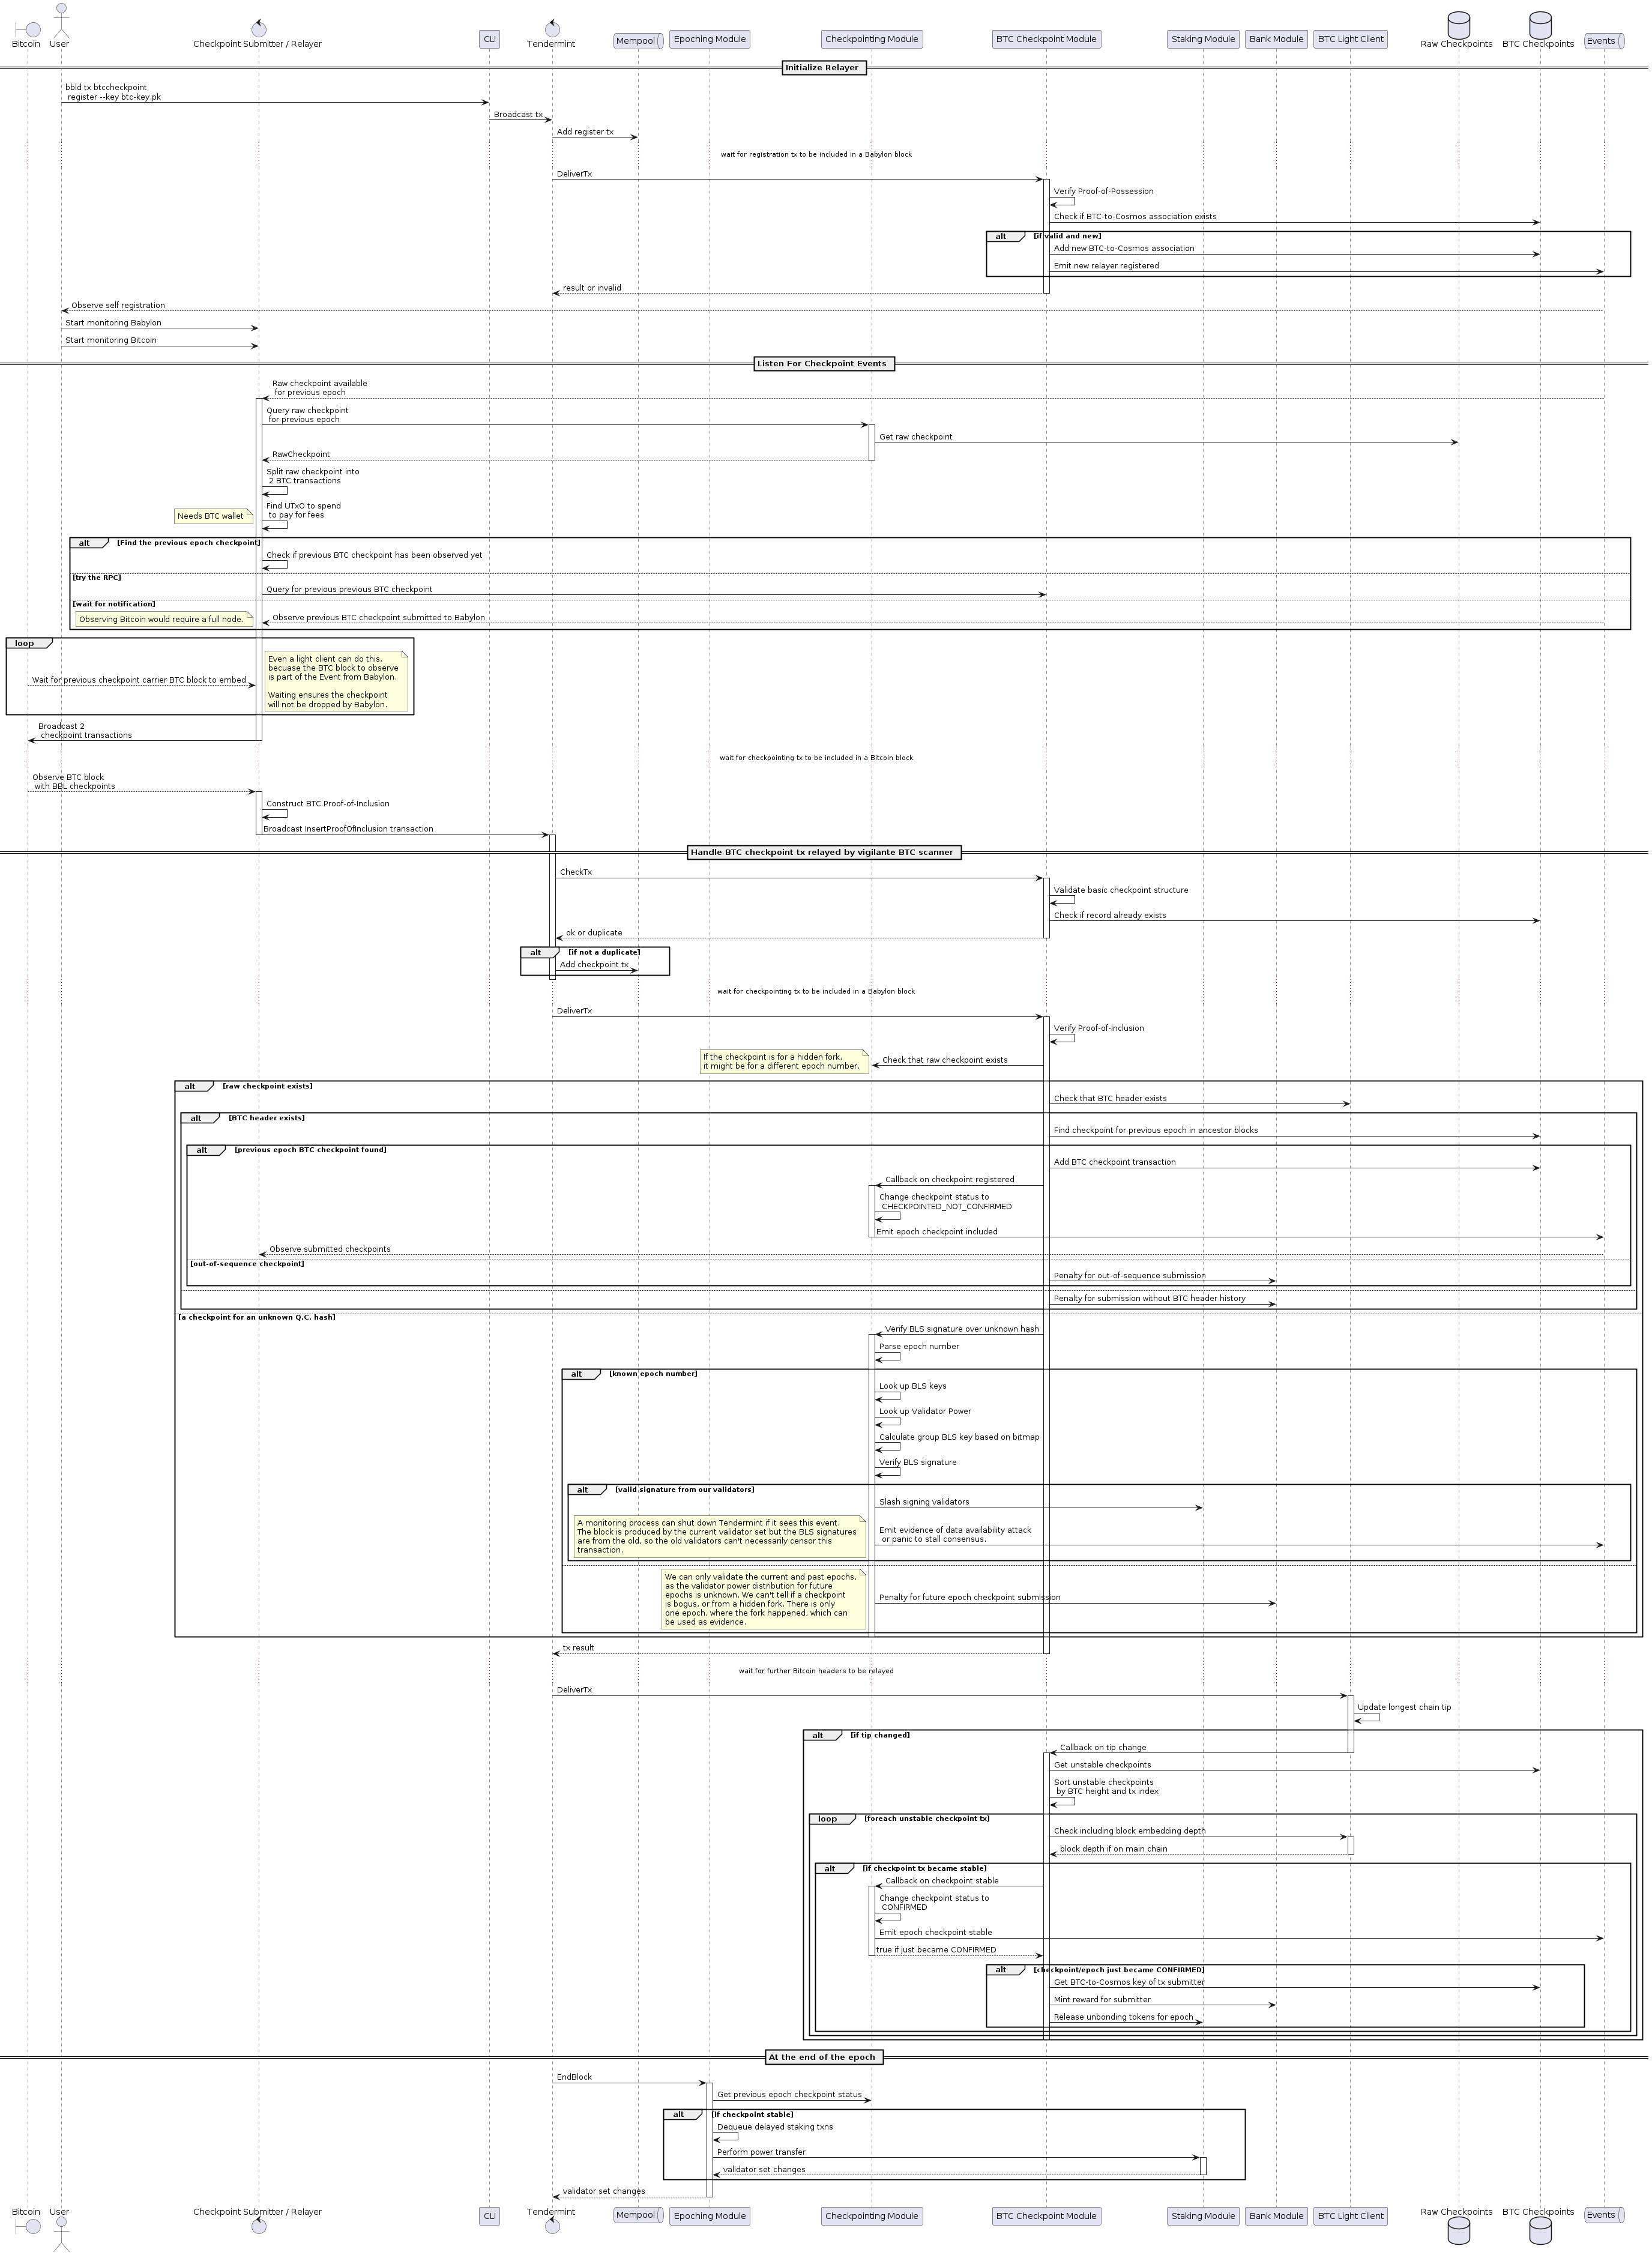 Bitcoin
User
Checkpoint Submitter / Relayer
CLI
Tendermint
Mempool
Epoching Module
Checkpointing Module
BTC Checkpoint Module
Staking Module
Bank Module
BTC Light Client
Raw Checkpoints
BTC Checkpoints
Events
Initialize Relayer
bbld tx btccheckpoint
register --key btc-key.pk
Broadcast tx
Add register tx
wait for registration tx to be included in a Babylon block
DeliverTx
Verify Proof-of-Possession
Check if BTC-to-Cosmos association exists
alt [if valid and new]
Add new BTC-to-Cosmos association
Emit new relayer registered
result or invalid
Observe self registration
Start monitoring Babylon
Start monitoring Bitcoin
Listen For Checkpoint Events
Raw checkpoint available
for previous epoch
Query raw checkpoint
for previous epoch
Get raw checkpoint
RawCheckpoint
Split raw checkpoint into
2 BTC transactions
Find UTxO to spend
to pay for fees
Needs BTC wallet
alt [Find the previous epoch checkpoint]
Check if previous BTC checkpoint has been observed yet
[try the RPC]
Query for previous previous BTC checkpoint
[wait for notification]
Observe previous BTC checkpoint submitted to Babylon
Observing Bitcoin would require a full node.
loop
Wait for previous checkpoint carrier BTC block to embed
Even a light client can do this,
becuase the BTC block to observe
is part of the Event from Babylon.
Waiting ensures the checkpoint
will not be dropped by Babylon.
Broadcast 2
checkpoint transactions
wait for checkpointing tx to be included in a Bitcoin block
Observe BTC block
with BBL checkpoints
Construct BTC Proof-of-Inclusion
Broadcast InsertProofOfInclusion transaction
Handle BTC checkpoint tx relayed by vigilante BTC scanner
CheckTx
Validate basic checkpoint structure
Check if record already exists
ok or duplicate
alt [if not a duplicate]
Add checkpoint tx
wait for checkpointing tx to be included in a Babylon block
DeliverTx
Verify Proof-of-Inclusion
Check that raw checkpoint exists
If the checkpoint is for a hidden fork,
it might be for a different epoch number.
alt [raw checkpoint exists]
Check that BTC header exists
alt [BTC header exists]
Find checkpoint for previous epoch in ancestor blocks
alt [previous epoch BTC checkpoint found]
Add BTC checkpoint transaction
Callback on checkpoint registered
Change checkpoint status to
CHECKPOINTED_NOT_CONFIRMED
Emit epoch checkpoint included
Observe submitted checkpoints
[out-of-sequence checkpoint]
Penalty for out-of-sequence submission
Penalty for submission without BTC header history
[a checkpoint for an unknown Q.C. hash]
Verify BLS signature over unknown hash
Parse epoch number
alt [known epoch number]
Look up BLS keys
Look up Validator Power
Calculate group BLS key based on bitmap
Verify BLS signature
alt [valid signature from our validators]
Slash signing validators
Emit evidence of data availability attack
or panic to stall consensus.
A monitoring process can shut down Tendermint if it sees this event.
The block is produced by the current validator set but the BLS signatures
are from the old, so the old validators can't necessarily censor this
transaction.
Penalty for future epoch checkpoint submission
We can only validate the current and past epochs,
as the validator power distribution for future
epochs is unknown. We can't tell if a checkpoint
is bogus, or from a hidden fork. There is only
one epoch, where the fork happened, which can
be used as evidence.
tx result
wait for further Bitcoin headers to be relayed
DeliverTx
Update longest chain tip
alt [if tip changed]
Callback on tip change
Get unstable checkpoints
Sort unstable checkpoints
by BTC height and tx index
loop [foreach unstable checkpoint tx]
Check including block embedding depth
block depth if on main chain
alt [if checkpoint tx became stable]
Callback on checkpoint stable
Change checkpoint status to
CONFIRMED
Emit epoch checkpoint stable
true if just became CONFIRMED
alt [checkpoint/epoch just became CONFIRMED]
Get BTC-to-Cosmos key of tx submitter
Mint reward for submitter
Release unbonding tokens for epoch
At the end of the epoch
EndBlock
Get previous epoch checkpoint status
alt [if checkpoint stable]
Dequeue delayed staking txns
Perform power transfer
validator set changes
validator set changes
Bitcoin
User
Checkpoint Submitter / Relayer
CLI
Tendermint
Mempool
Epoching Module
Checkpointing Module
BTC Checkpoint Module
Staking Module
Bank Module
BTC Light Client
Raw Checkpoints
BTC Checkpoints
Events